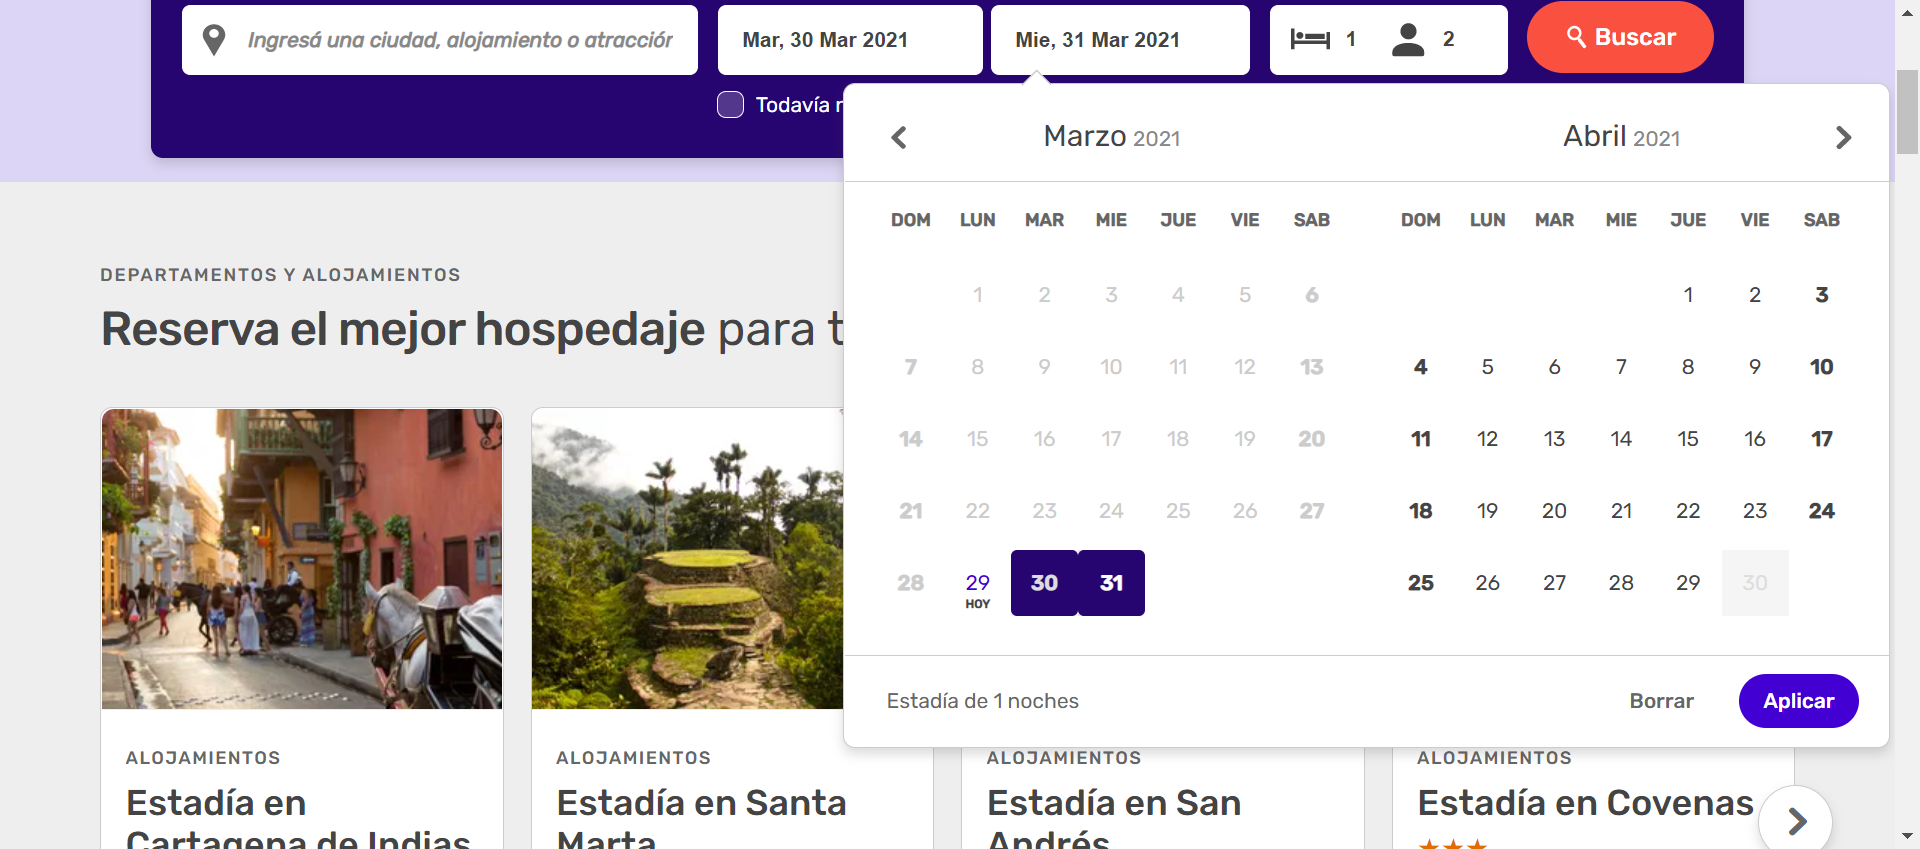 Ingresá una ciudad, alojamiento o atracción
Mar, 30 Mar 2021
Mie, 31 Mar 2021
1
2
Buscar
Todavía
Marzo 2021
Abril 2021
DOM LUN MAR MIE JUE VIE SAB
1 2 3 4 5 6
7 8 9 10 11 12 13
14 15 16 17 18 19 20
21 22 23 24 25 26 27
28 29 30 31
HOY
DOM LUN MAR MIE JUE VIE SAB
1 2 3
4 5 6 7 8 9 10
11 12 13 14 15 16 17
18 19 20 21 22 23 24
25 26 27 28 29 30
Estadía de 1 noches
Borrar
Aplicar
DEPARTAMENTOS Y ALOJAMIENTOS
Reserva el mejor hospedaje para
ALOJAMIENTOS
Estadía en
Cartagena de Indias
ALOJAMIENTOS
Estadía en Santa
Marta
ALOJAMIENTOS
Estadía en San
Andrés
ALOJAMIENTOS
Estadía en Covenas